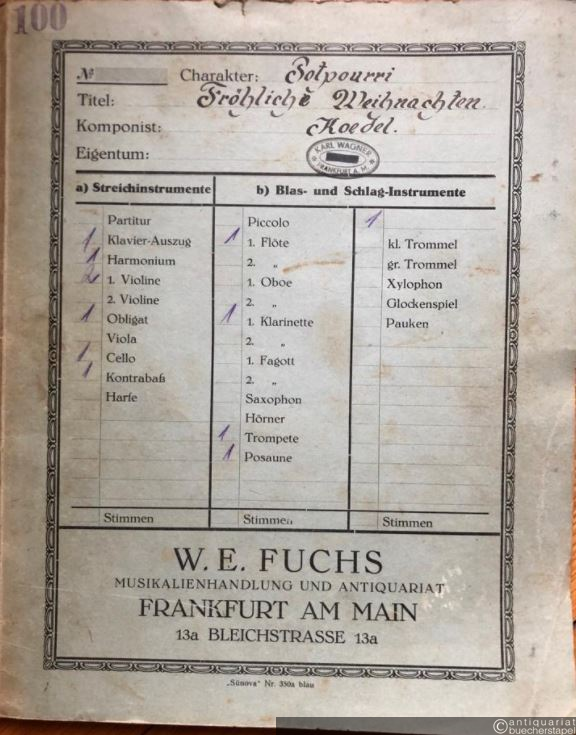 100
№ Charakter: Potpourri
Titel: Fröhliche Weihnachten.
Komponist: Koedel.
Eigentum: KARL WAGNER FRANKFURT A. M.
a) Streichinstrumente
Partitur
1 Klavier-Auszug
1 Harmonium
2 1. Violine
2. Violine
1 Obligat
Viola
1 Cello
1 Kontrabaß
Harfe
Stimmen
b) Blas- und Schlag-Instrumente
Piccolo
1 1. Flöte
2. „
1. Oboe
2. „
1 1. Klarinette
2. „
1. Fagott
2. „
Saxophon
Hörner
1 Trompete
1 Posaune
Stimmen
1
kl. Trommel
gr. Trommel
Xylophon
Glockenspiel
Pauken
Stimmen
W. E. FUCHS
MUSIKALIENHANDLUNG UND ANTIQUARIAT
FRANKFURT AM MAIN
13a BLEICHSTRASSE 13a
„Sünova" Nr. 350a blau
©antiquariat
buecherstapel